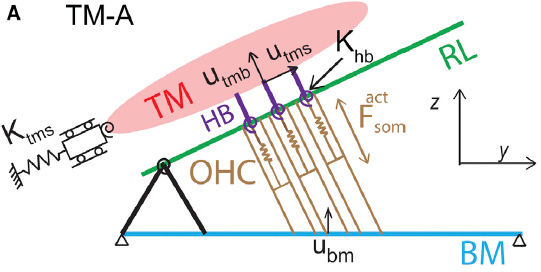 A
TM-A
K_hb
RL
u_tmb
u_tms
TM
HB
K_tms
F_som^act
z
y
OHC
u_bm
BM